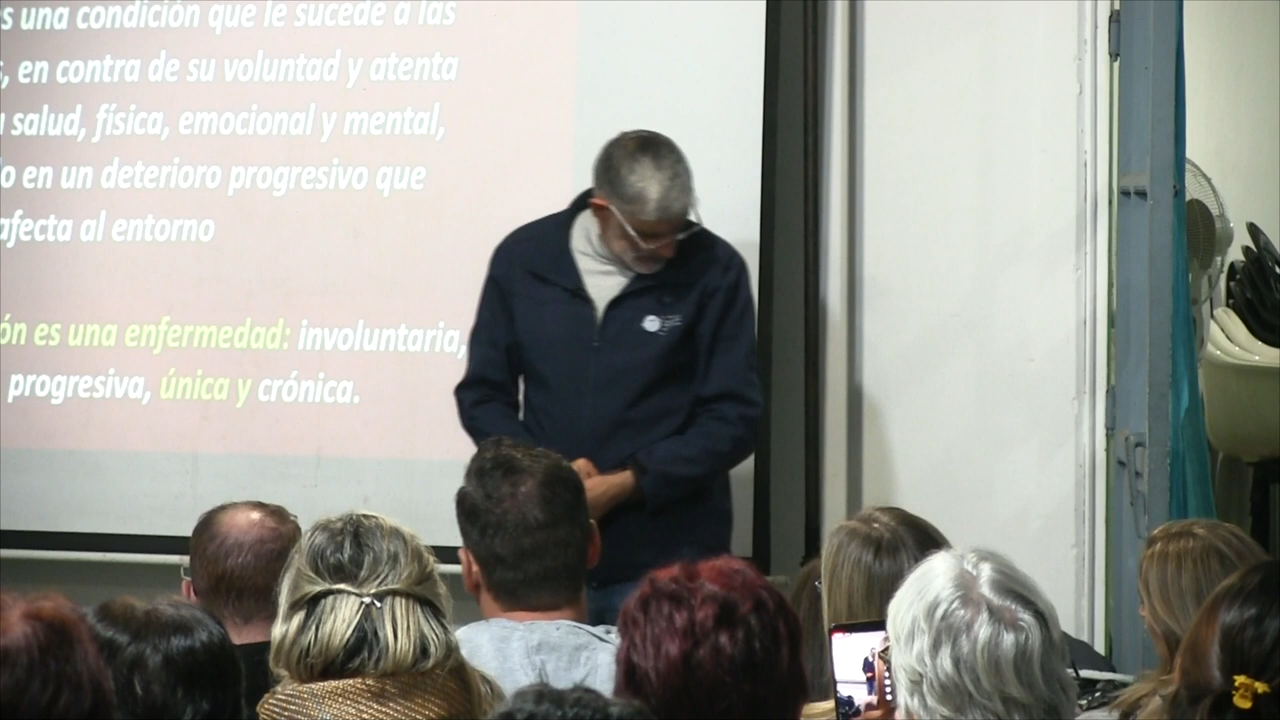 s una condición que le sucede a las
, en contra de su voluntad y atenta
salud, física, emocional y mental,
o en un deterioro progresivo que
afecta al entorno
ón es una enfermedad: involuntaria,
progresiva, única y crónica.